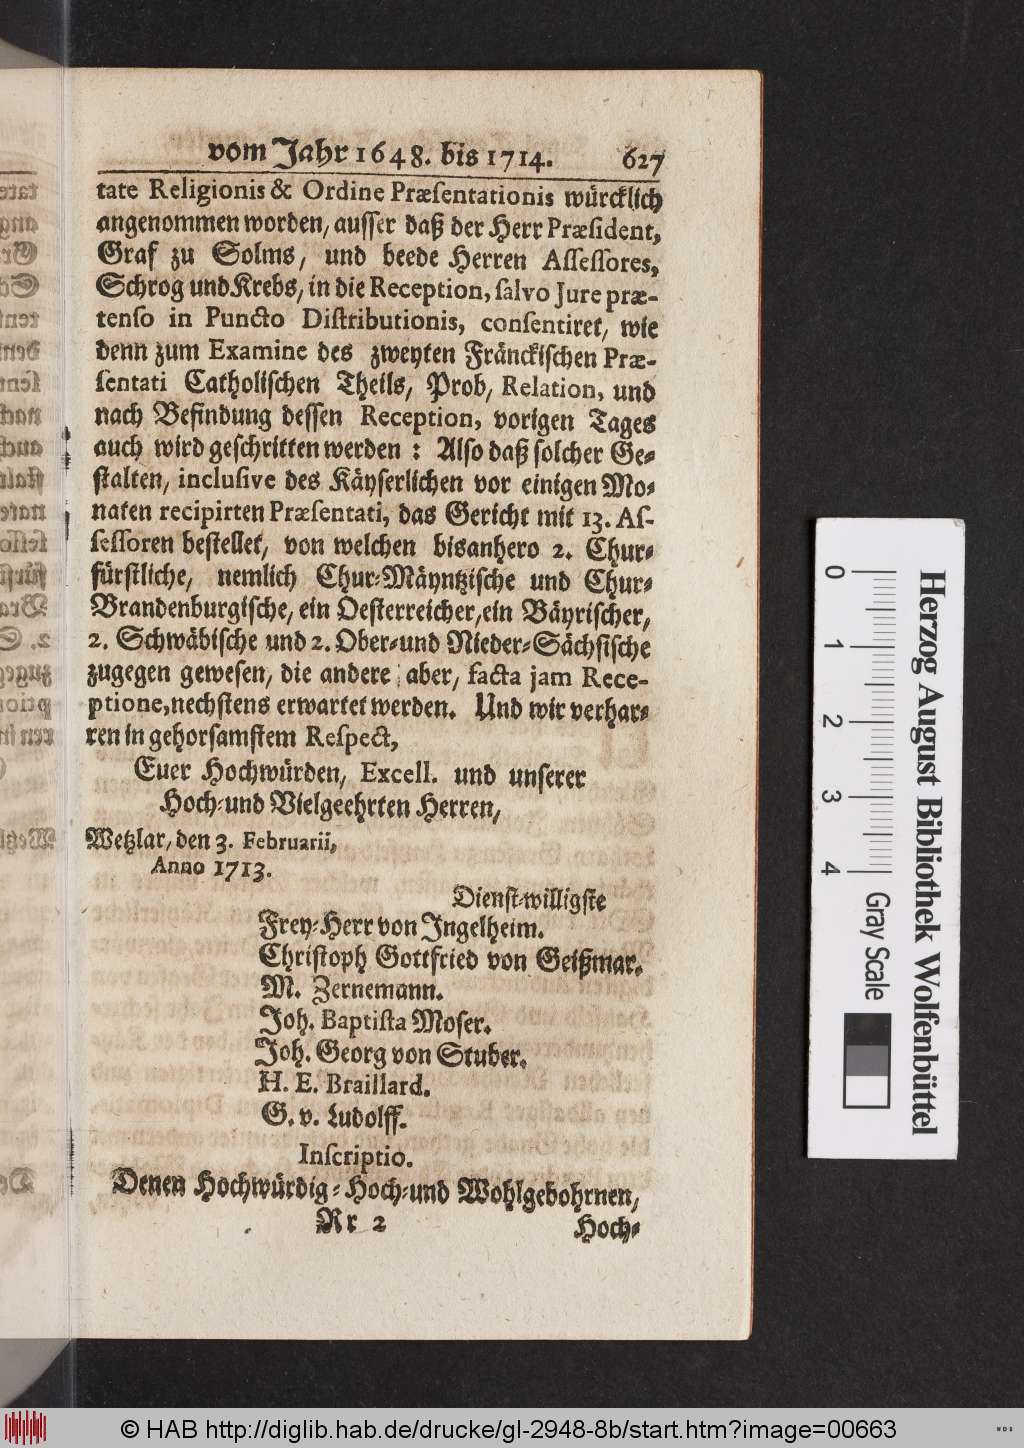 vom Jahr 1648. bis 1714. 627
tate Religionis & Ordine Præſentationis würcklich
angenommen worden, auſſer daß der Herr Præſident,
Graf zu Solms, und beede Herren Aſſeſſores,
Schrog und Krebs, in die Reception, ſalvo Jure præ-
tenſo in Puncto Diſtributionis, conſentiret, wie
denn zum Examine des zweyten Fränckiſchen Præ-
ſentati Catholiſchen Theils, Prob, Relation, und
nach Befindung deſſen Reception, vorigen Tages
auch wird geſchritten werden : Alſo daß ſolcher Ge-
ſtalten, incluſive des Käyſerlichen vor einigen Mo-
naten recipirten Præſentati, das Gericht mit 13. Aſ-
ſeſſoren beſtellet, von welchen bisanhero 2. Chur-
fürſtliche, nemlich Chur-Mäyntziſche und Chur-
Brandenburgiſche, ein Oeſterreicher, ein Bäyriſcher,
2. Schwäbiſche und 2. Ober-und Nieder-Sächſiſche
zugegen geweſen, die andere aber, facta jam Rece-
ptione, nechſtens erwartet werden. Und wir verhar-
ren in gehorſamſtem Reſpect,
Euer Hochwürden, Excell. und unſerer
Hoch-und Vielgeehrten Herren,
Wetzlar, den 3. Februarii,
Anno 1713.
Dienſt-willigſte
Frey-Herr von Ingelheim.
Chriſtoph Gottfried von Geißmar.
M. Zernemann.
Joh. Baptiſta Moſer.
Joh. Georg von Stuber.
H. E. Braillard.
G. v. Ludolff.
Inſcriptio.
Denen Hochwürdig-Hoch-und Wohlgebohrnen,
Rr 2 Hoch-
0 1 2 3 4
Gray Scale
Herzog August Bibliothek Wolfenbüttel
© HAB http://diglib.hab.de/drucke/gl-2948-8b/start.htm?image=00663